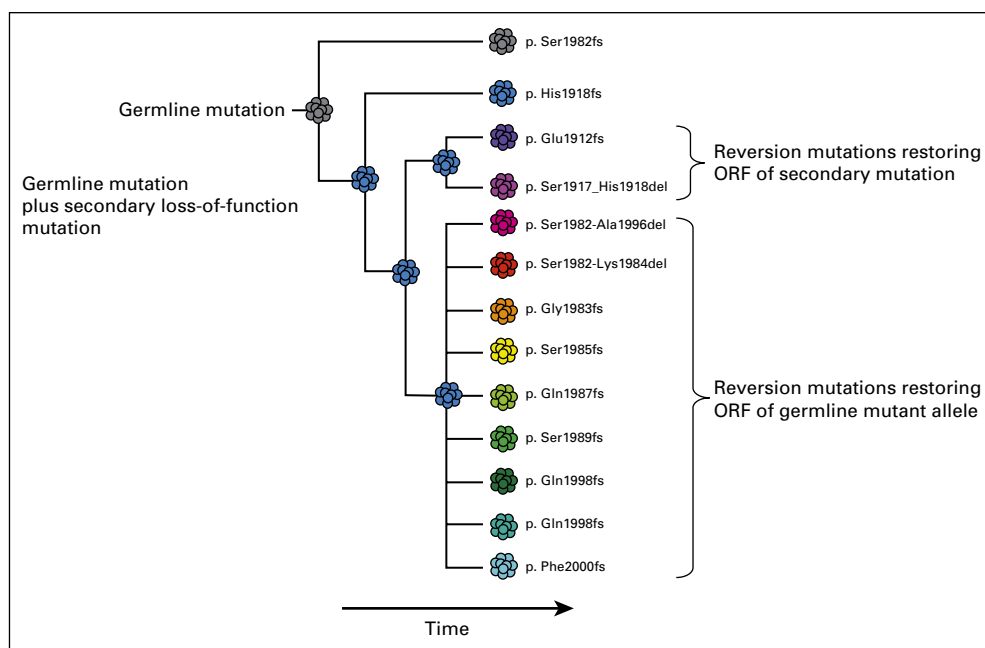 p. Ser1982fs
p. His1918fs
Germline mutation
p. Glu1912fs
Reversion mutations restoring
ORF of secondary mutation
Germline mutation
plus secondary loss-of-function
mutation
p. Ser1917_His1918del
p. Ser1982-Ala1996del
p. Ser1982-Lys1984del
p. Gly1983fs
p. Ser1985fs
p. Gln1987fs
Reversion mutations restoring
ORF of germline mutant allele
p. Ser1989fs
p. Gln1998fs
p. Gln1998fs
p. Phe2000fs
Time